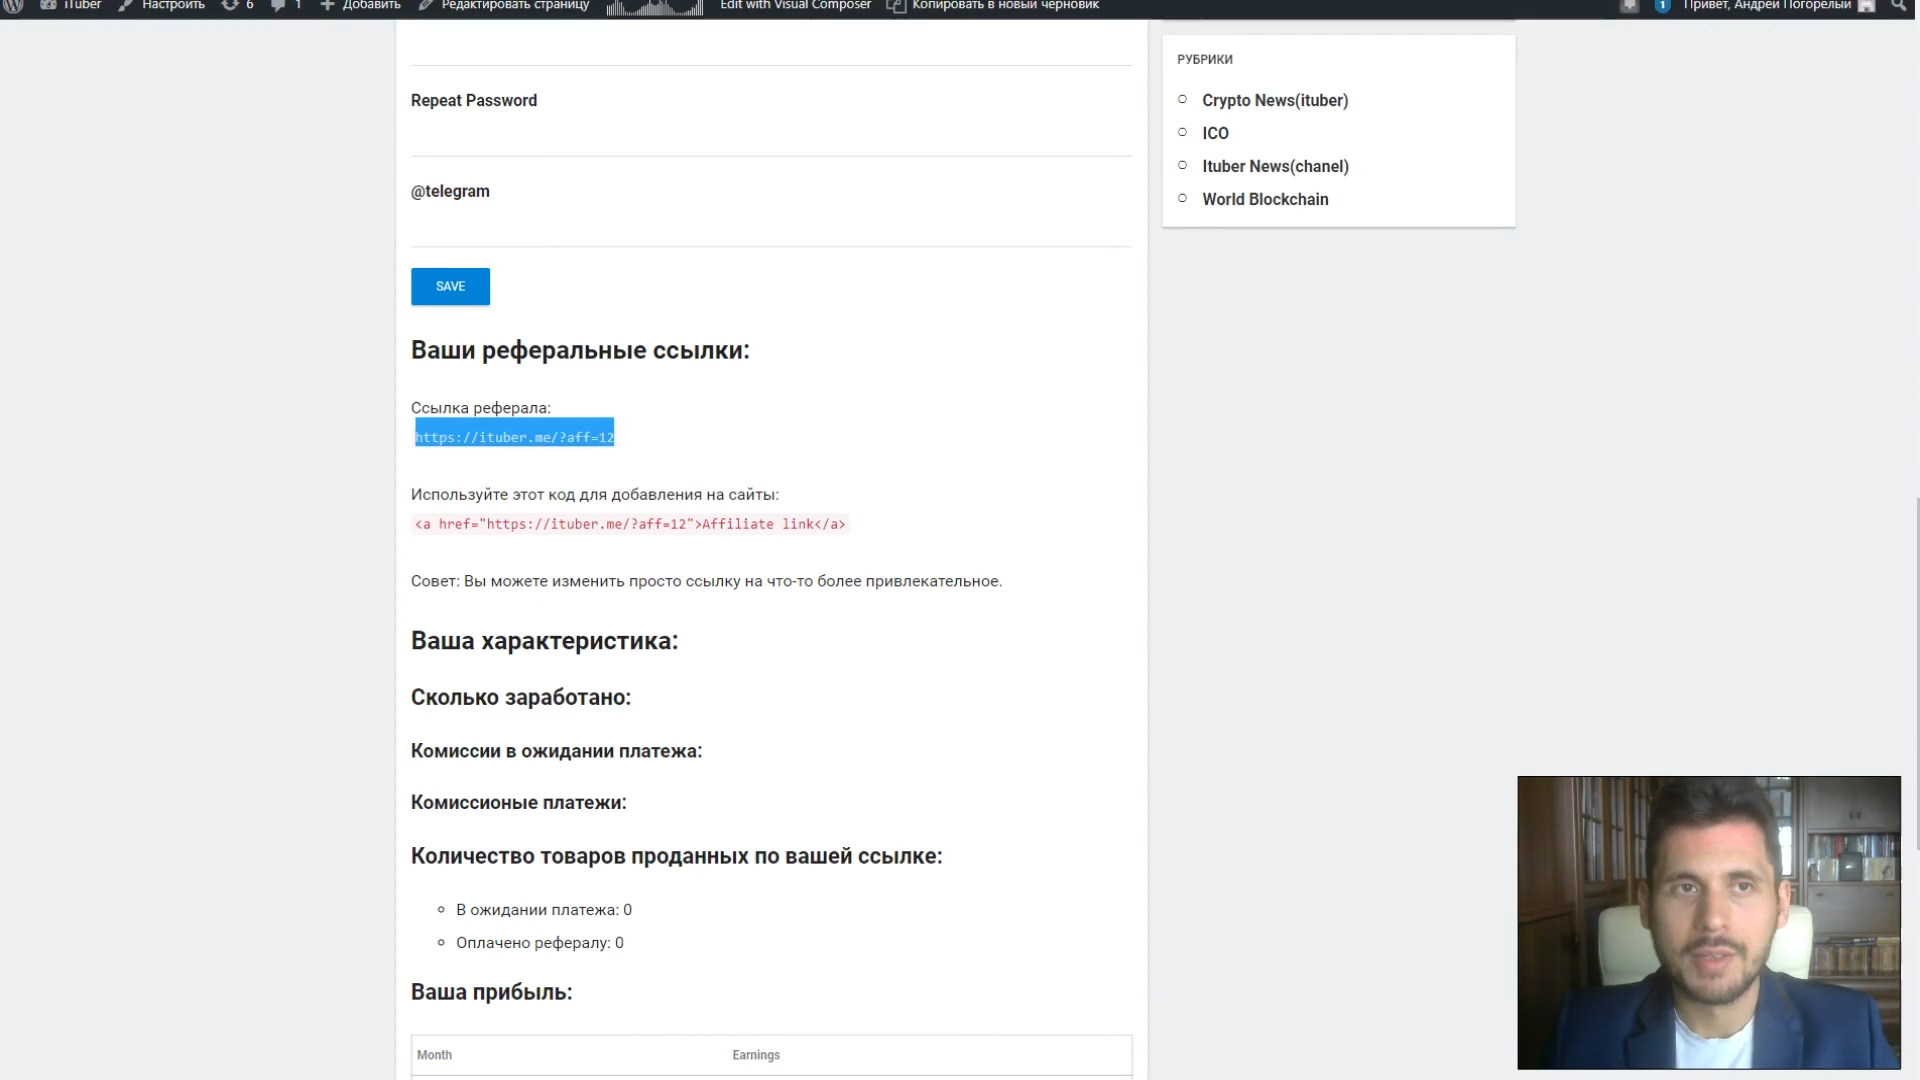 iTuber
Настроить
6
1
Добавить
Редактировать страницу
Edit with Visual Composer
Копировать в новый черновик
1
Привет, Андрей Погорелый
Repeat Password
@telegram
SAVE
Ваши реферальные ссылки:
Ссылка реферала:
https://ituber.me/?aff=12
Используйте этот код для добавления на сайты:
<a href="https://ituber.me/?aff=12">Affiliate link</a>
Совет: Вы можете изменить просто ссылку на что-то более привлекательное.
Ваша характеристика:
Сколько заработано:
Комиссии в ожидании платежа:
Комиссионые платежи:
Количество товаров проданных по вашей ссылке:
В ожидании платежа: 0
Оплачено рефералу: 0
Ваша прибыль:
Month Earnings
РУБРИКИ
Crypto News(ituber)
ICO
Ituber News(chanel)
World Blockchain